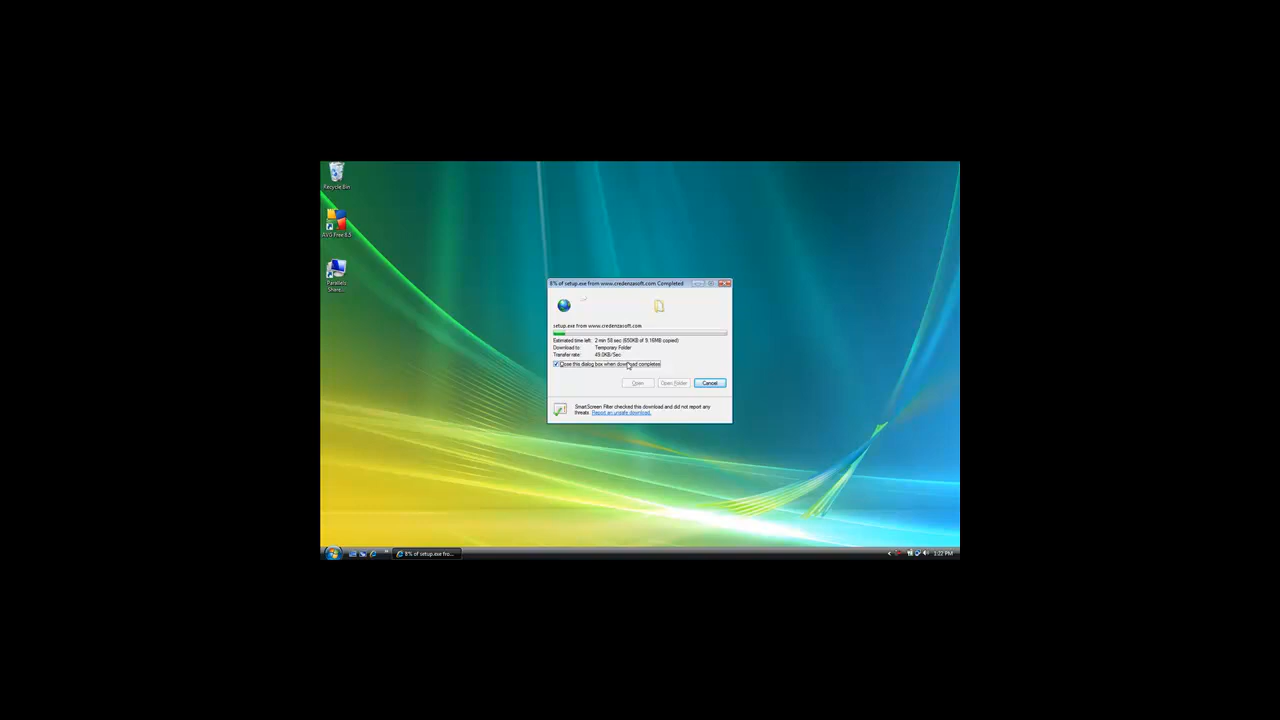 Recycle Bin
AVG Free 8.5
Parallels
8% of setup.exe from www.credenzasoft.com Completed
setup.exe from www.credenzasoft.com
Estimated time left: 2 min 58 sec (650KB of 9.16MB copied)
Download to: Temporary Folder
Transfer rate: 49.0KB/Sec
Close this dialog box when download completes
Open Open Folder Cancel
SmartScreen Filter checked this download and did not report any
threats. Report an unsafe download.
8% of setup.exe fro...
1:22 PM